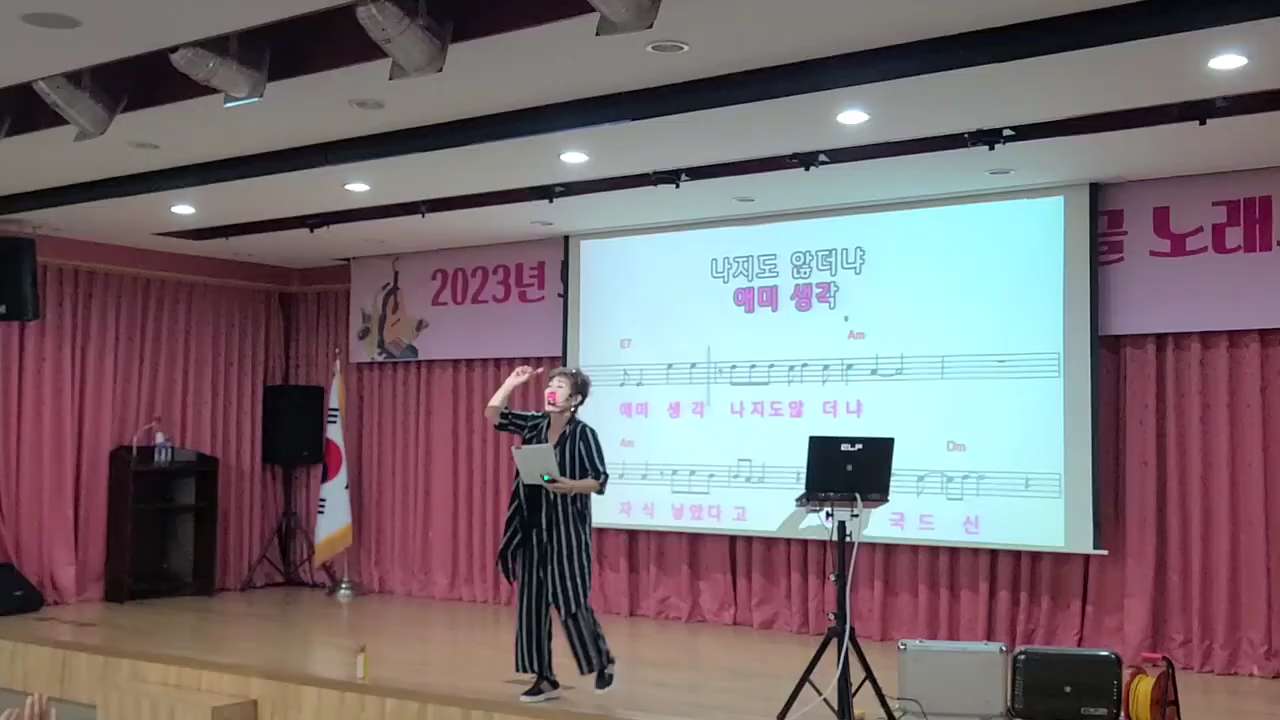 2023년
노래
나지도 않더냐
애미 생각
E7
Am
애미 생 각 나지도않 더냐
Am
Dm
자 식 낳았다 고 국 드 신
ELF